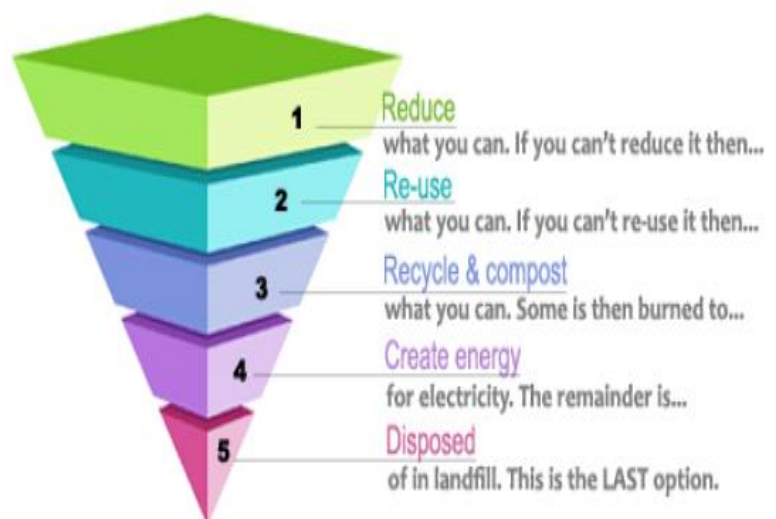 1
Reduce
what you can. If you can't reduce it then...
2
Re-use
what you can. If you can't re-use it then...
3
Recycle & compost
what you can. Some is then burned to...
4
Create energy
for electricity. The remainder is...
5
Disposed
of in landfill. This is the LAST option.